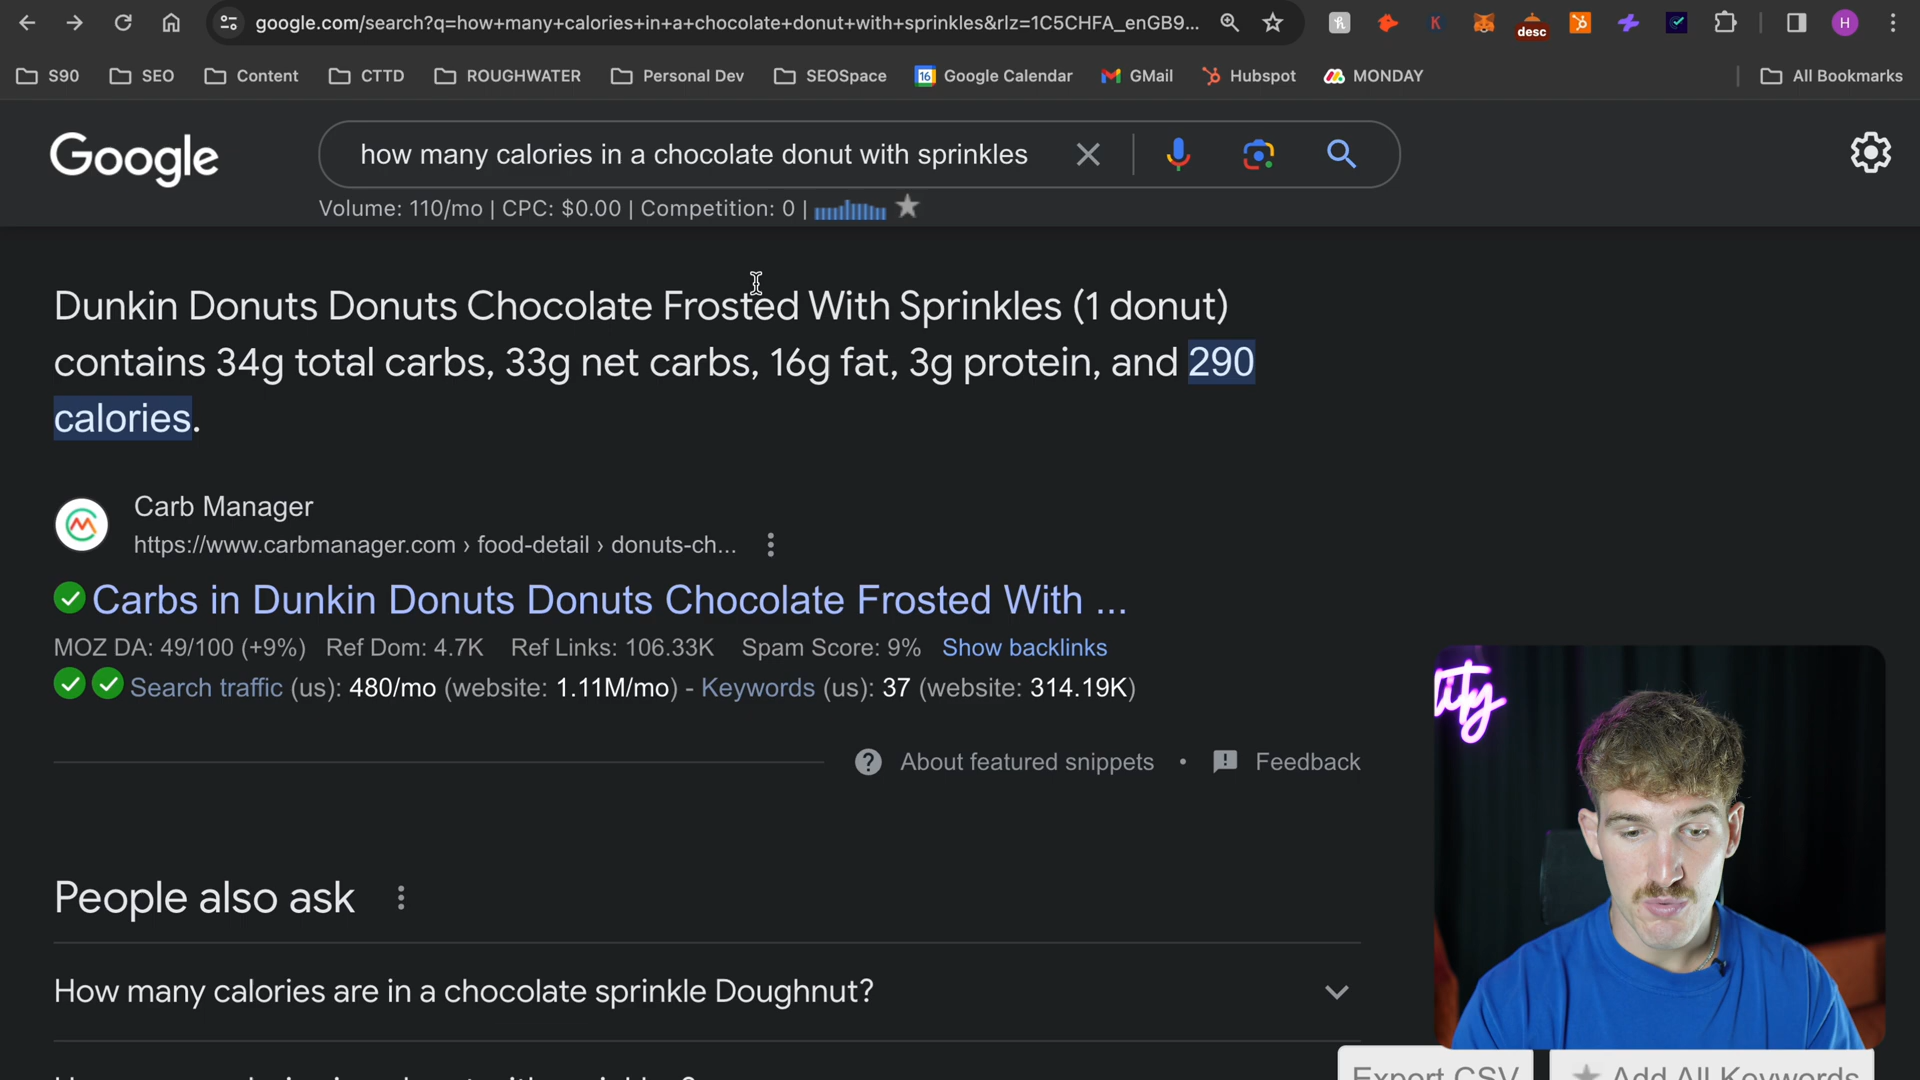 google.com/search?q=how+many+calories+in+a+chocolate+donut+with+sprinkles&rlz=1C5CHFA_enGB9...
desc
H
S90
SEO
Content
CTTD
ROUGHWATER
Personal Dev
SEOSpace
16
Google Calendar
GMail
Hubspot
MONDAY
All Bookmarks
Google
how many calories in a chocolate donut with sprinkles
Volume: 110/mo | CPC: $0.00 | Competition: 0 |
Dunkin Donuts Donuts Chocolate Frosted With Sprinkles (1 donut)
contains 34g total carbs, 33g net carbs, 16g fat, 3g protein, and 290
calories.
Carb Manager
https://www.carbmanager.com › food-detail › donuts-ch...
Carbs in Dunkin Donuts Donuts Chocolate Frosted With ...
MOZ DA: 49/100 (+9%) Ref Dom: 4.7K Ref Links: 106.33K Spam Score: 9% Show backlinks
Search traffic (us): 480/mo (website: 1.11M/mo) - Keywords (us): 37 (website: 314.19K)
About featured snippets • Feedback
People also ask
How many calories are in a chocolate sprinkle Doughnut?
Export CSV
Add All Keywords